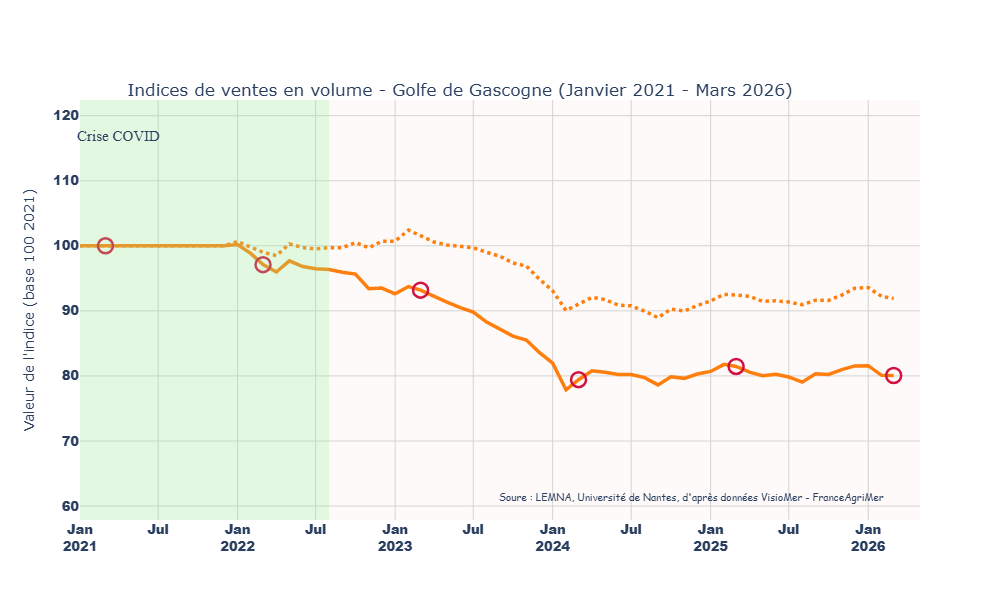 Indices de ventes en volume - Golfe de Gascogne (Janvier 2021 - Mars 2026)
Valeur de l'indice (base 100 2021)
120
Crise COVID
110
100
90
80
70
60
Soure : LEMNA, Université de Nantes, d'après données VisioMer - FranceAgriMer
Jan Jul Jan Jul Jan Jul Jan Jul Jan Jul Jan
2021 2022 2023 2024 2025 2026